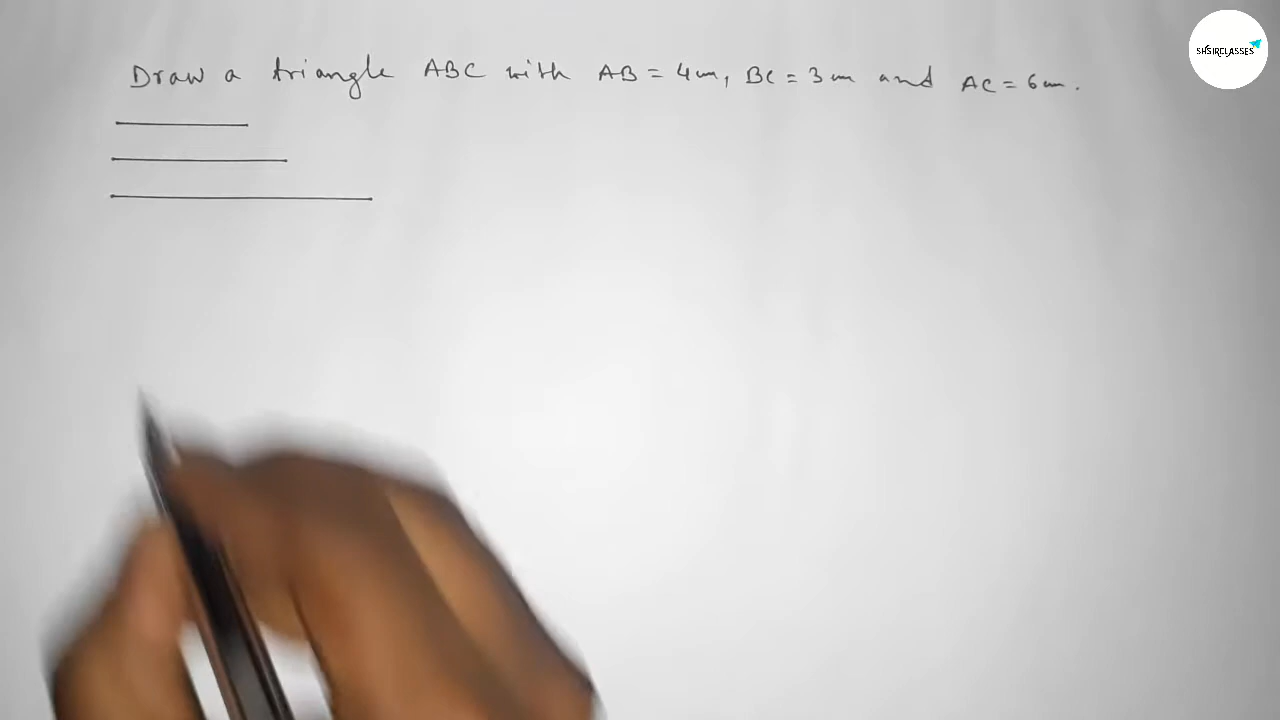 Draw a triangle ABC with AB = 4cm, BC = 3cm and AC = 6cm.
SHSIRCLASSES